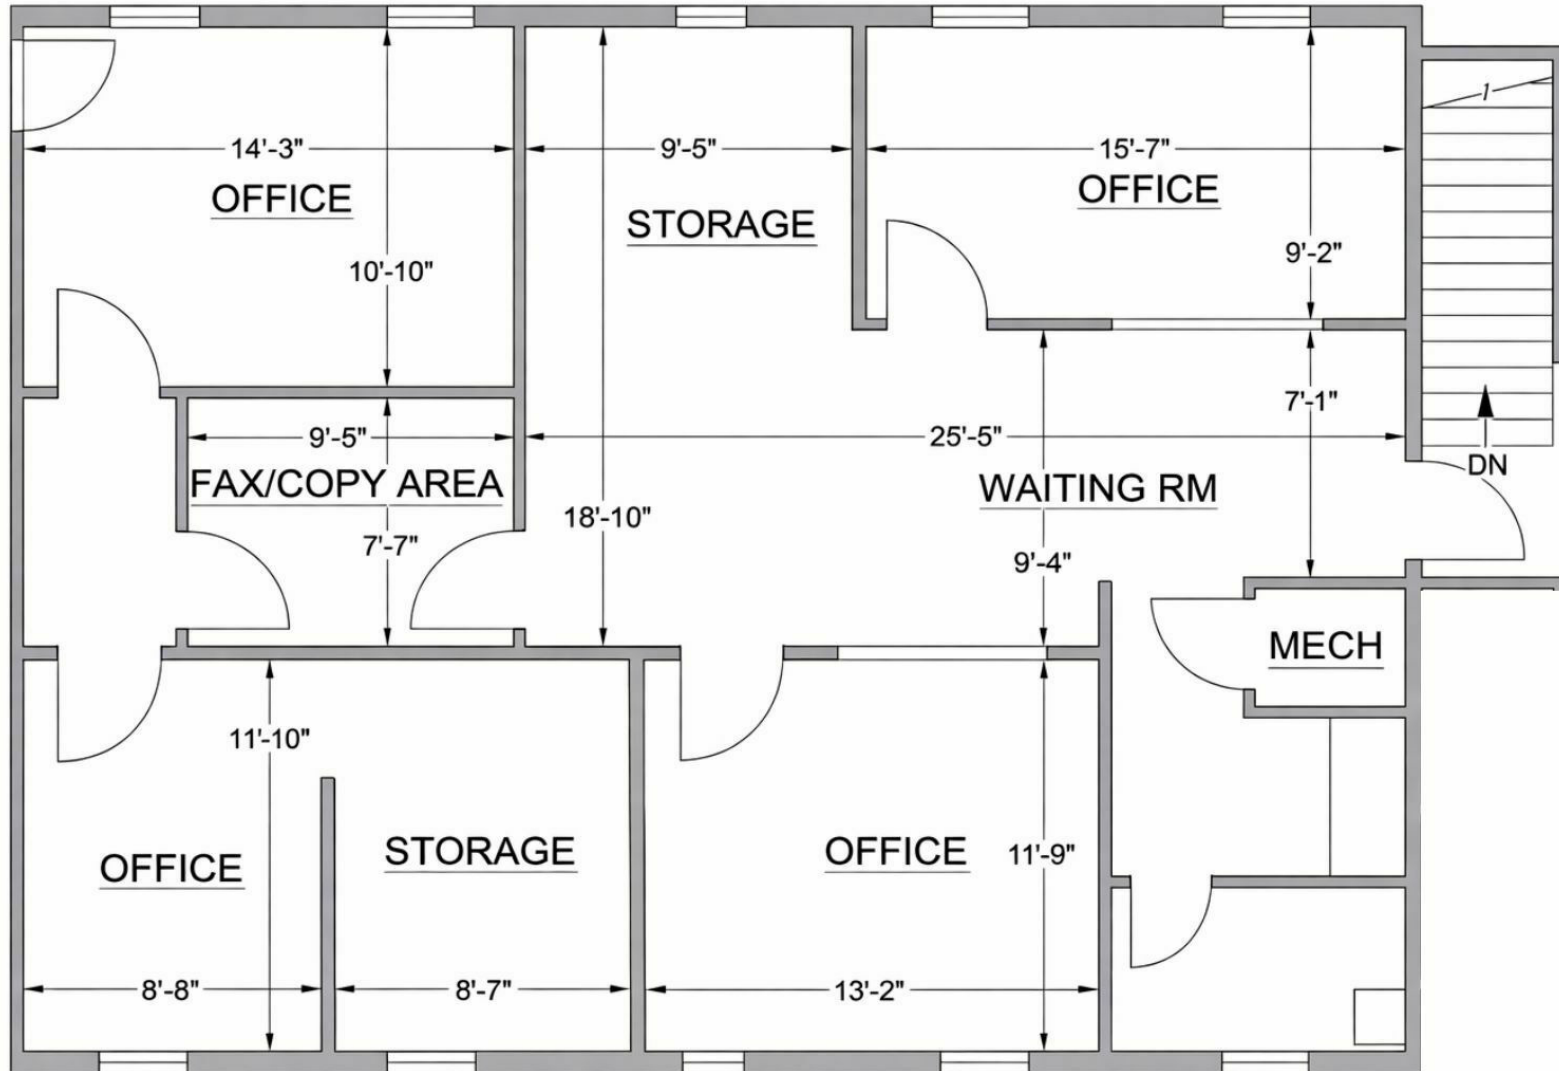 14'-3"
9'-5"
15'-7"
OFFICE
STORAGE
OFFICE
10'-10"
9'-2"
1
9'-5"
FAX/COPY AREA
7'-7"
18'-10"
25'-5"
WAITING RM
7'-1"
9'-4"
DN
MECH
11'-10"
OFFICE
STORAGE
OFFICE
11'-9"
8'-8"
8'-7"
13'-2"